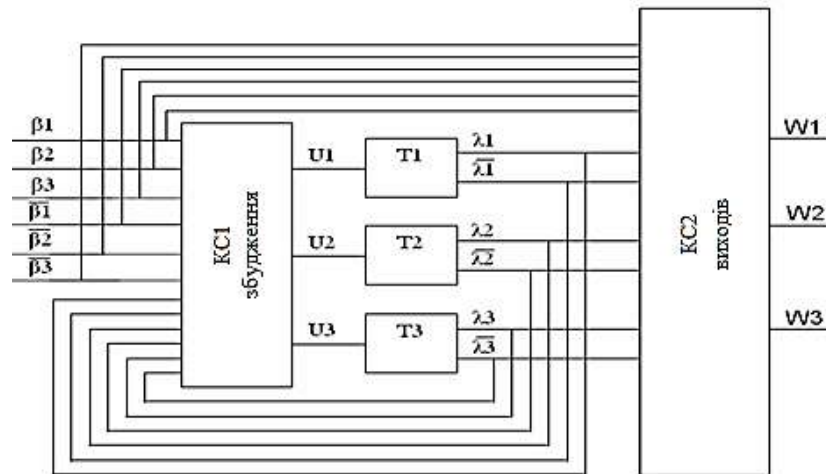 β1
β2
β3
β̅1̅
β̅2̅
β̅3̅
КС1
збудження
U1
U2
U3
T1
T2
T3
λ1
λ̅1̅
λ2
λ̅2̅
λ3
λ̅3̅
КС2
виходів
W1
W2
W3